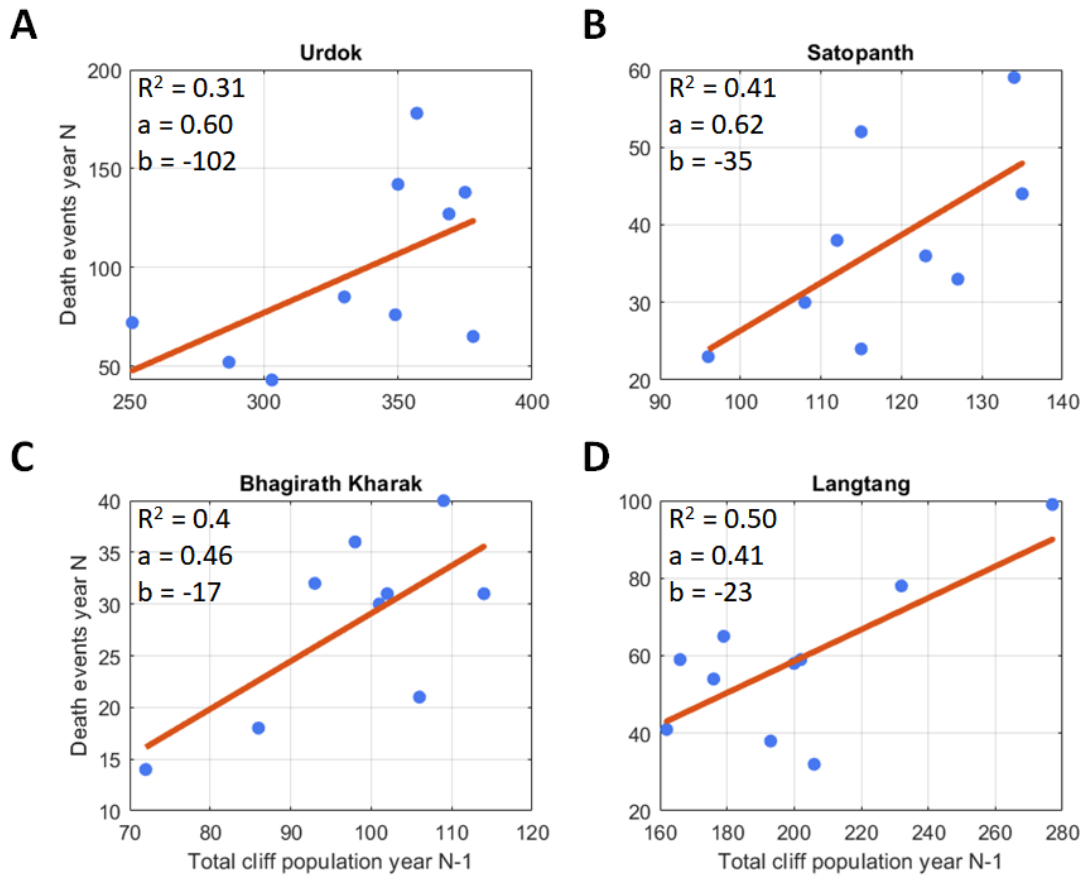 A
Urdok
Death events year N
200
150
100
50
R² = 0.31
a = 0.60
b = -102
250
300
350
400
B
Satopanth
60
50
40
30
20
R² = 0.41
a = 0.62
b = -35
90
100
110
120
130
140
C
Bhagirath Kharak
Death events year N
40
35
30
25
20
15
10
R² = 0.4
a = 0.46
b = -17
70
80
90
100
110
120
Total cliff population year N-1
D
Langtang
100
80
60
40
20
R² = 0.50
a = 0.41
b = -23
160
180
200
220
240
260
280
Total cliff population year N-1